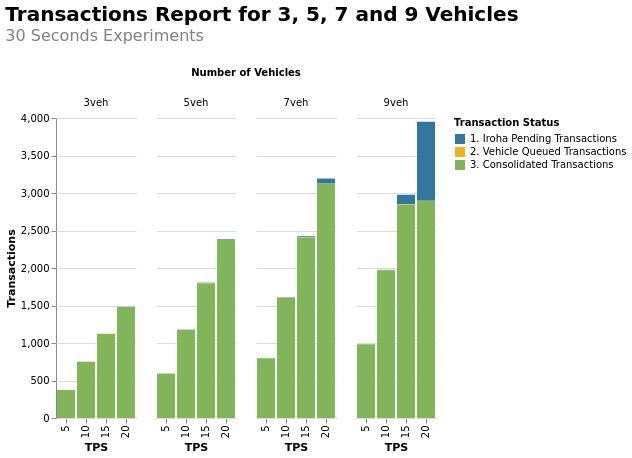 Transactions Report for 3, 5, 7 and 9 Vehicles
30 Seconds Experiments
Number of Vehicles
3veh 5veh 7veh 9veh
Transaction Status
1. Iroha Pending Transactions
2. Vehicle Queued Transactions
3. Consolidated Transactions
4,000
3,500
3,000
2,500
2,000
1,500
1,000
500
0
Transactions
5 10 15 20 5 10 15 20 5 10 15 20 5 10 15 20
TPS TPS TPS TPS